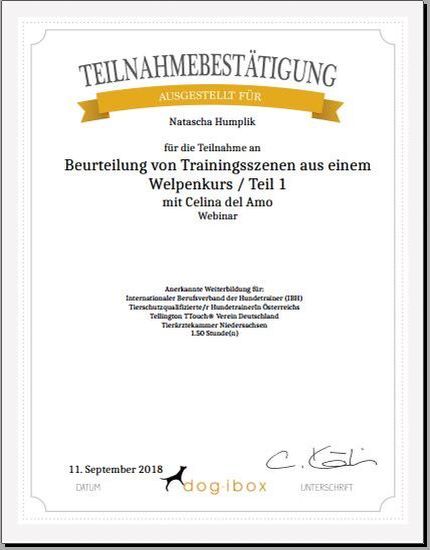 TEILNAHMEBESTÄTIGUNG
AUSGESTELLT FÜR
Natascha Humplik
für die Teilnahme an
Beurteilung von Trainingsszenen aus einem
Welpenkurs / Teil 1
mit Celina del Amo
Webinar
Anerkannte Weiterbildung für:
Internationaler Berufsverband der Hundetrainer (IBH)
Tierschutzqualifizierte/r HundetrainerIn Österreichs
Tellington TTouch® Verein Deutschland
Tierärztekammer Niedersachsen
1.50 Stunde(n)
11. September 2018
dog-ibox
DATUM
UNTERSCHRIFT